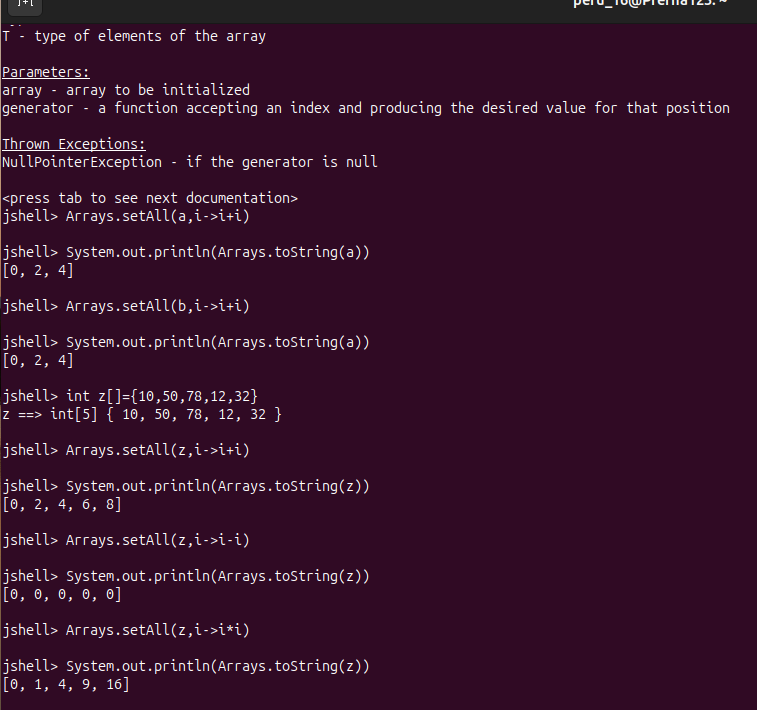 T - type of elements of the array
Parameters:
array - array to be initialized
generator - a function accepting an index and producing the desired value for that position
Thrown Exceptions:
NullPointerException - if the generator is null
<press tab to see next documentation>
jshell> Arrays.setAll(a,i->i+i)
jshell> System.out.println(Arrays.toString(a))
[0, 2, 4]
jshell> Arrays.setAll(b,i->i+i)
jshell> System.out.println(Arrays.toString(a))
[0, 2, 4]
jshell> int z[]={10,50,78,12,32}
z ==> int[5] { 10, 50, 78, 12, 32 }
jshell> Arrays.setAll(z,i->i+i)
jshell> System.out.println(Arrays.toString(z))
[0, 2, 4, 6, 8]
jshell> Arrays.setAll(z,i->i-i)
jshell> System.out.println(Arrays.toString(z))
[0, 0, 0, 0, 0]
jshell> Arrays.setAll(z,i->i*i)
jshell> System.out.println(Arrays.toString(z))
[0, 1, 4, 9, 16]